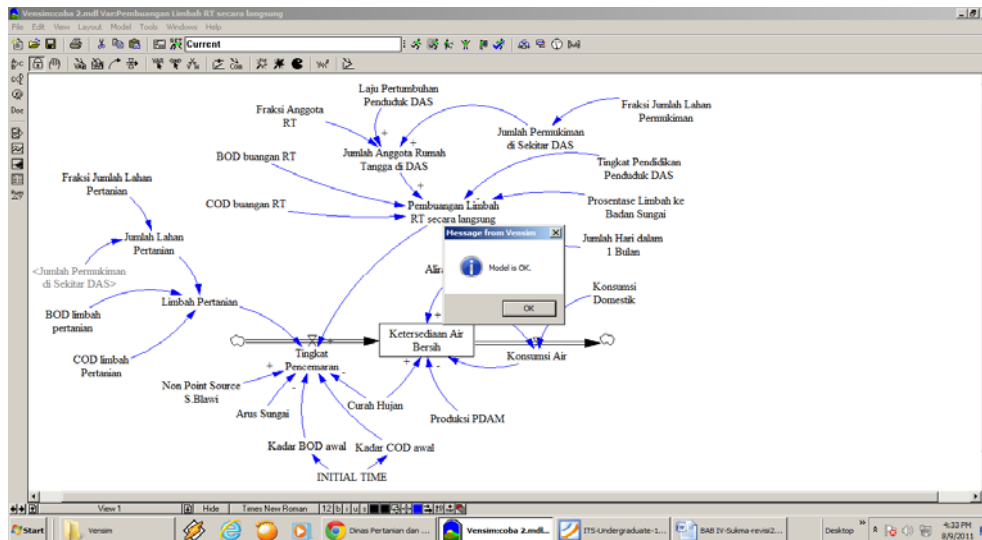 Vensim:coba 2.mdl Var:Pembuangan Limbah RT secara langsung
File Edit View Layout Model Tools Windows Help
Current
Doc
Laju Pertumbuhan
Penduduk DAS
Fraksi Anggota
RT
Fraksi Jumlah Lahan
Permukiman
Jumlah Permukiman
di Sekitar DAS
Jumlah Anggota Rumah
Tangga di DAS
BOD buangan RT
Tingkat Pendidikan
Penduduk DAS
Fraksi Jumlah Lahan
Pertanian
COD buangan RT
Pembuangan Limbah
RT secara langsung
Prosentase Limbah ke
Badan Sungai
Message from Vensim
Model is OK.
OK
Jumlah Hari dalam
1 Bulan
Jumlah Lahan
Pertanian
<Jumlah Permukiman
di Sekitar DAS>
Konsumsi
Domestik
Limbah Pertanian
BOD limbah
pertanian
Ketersediaan Air
Bersih
Tingkat
Pencemaran
Konsumsi Air
COD limbah
Pertanian
Non Point Source
S.Blawi
Arus Sungai
Curah Hujan
Produksi PDAM
Kadar BOD awal
Kadar COD awal
INITIAL TIME
View 1
Hide
Times New Roman
12 b i u s
Start
Vensim
Dinas Pertanian dan ...
Vensim:coba 2.mdl...
ITS-Undergraduate-1...
BAB IV-Sukma-revisi2...
Desktop
4:33 PM
8/9/2011